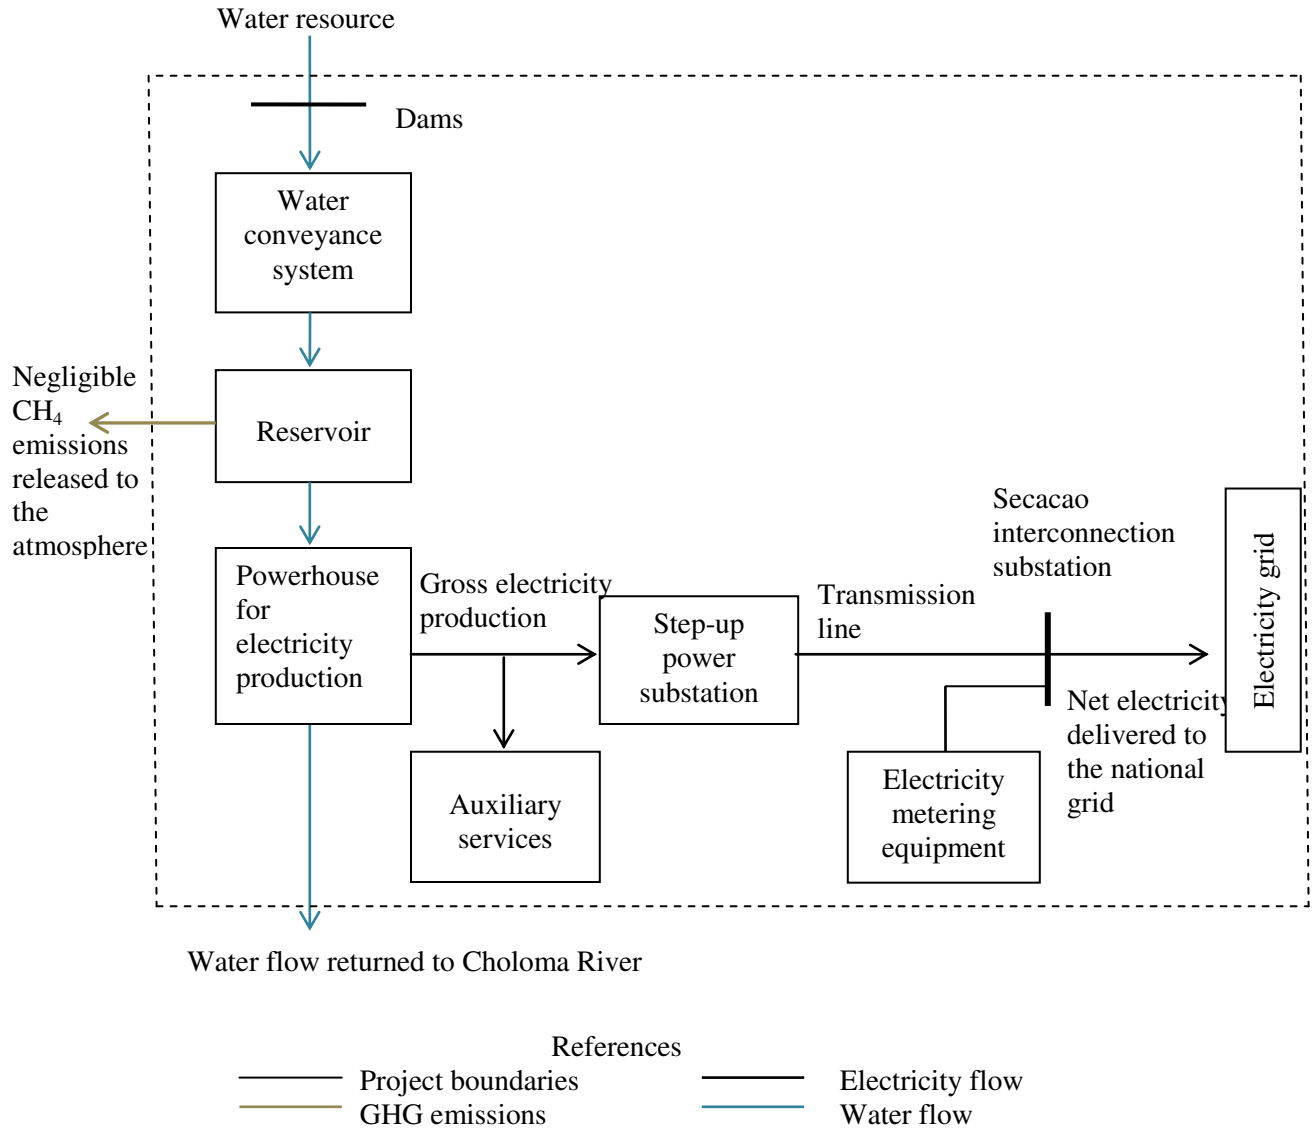 Water resource
Dams
Water
conveyance
system
Negligible
CH₄
emissions
released to
the
atmosphere
Reservoir
Powerhouse
for
electricity
production
Gross electricity
production
Step-up
power
substation
Transmission
line
Secacao
interconnection
substation
Electricity grid
Net electricity
delivered to
the national
grid
Auxiliary
services
Electricity
metering
equipment
Water flow returned to Choloma River
References
Project boundaries
Electricity flow
GHG emissions
Water flow